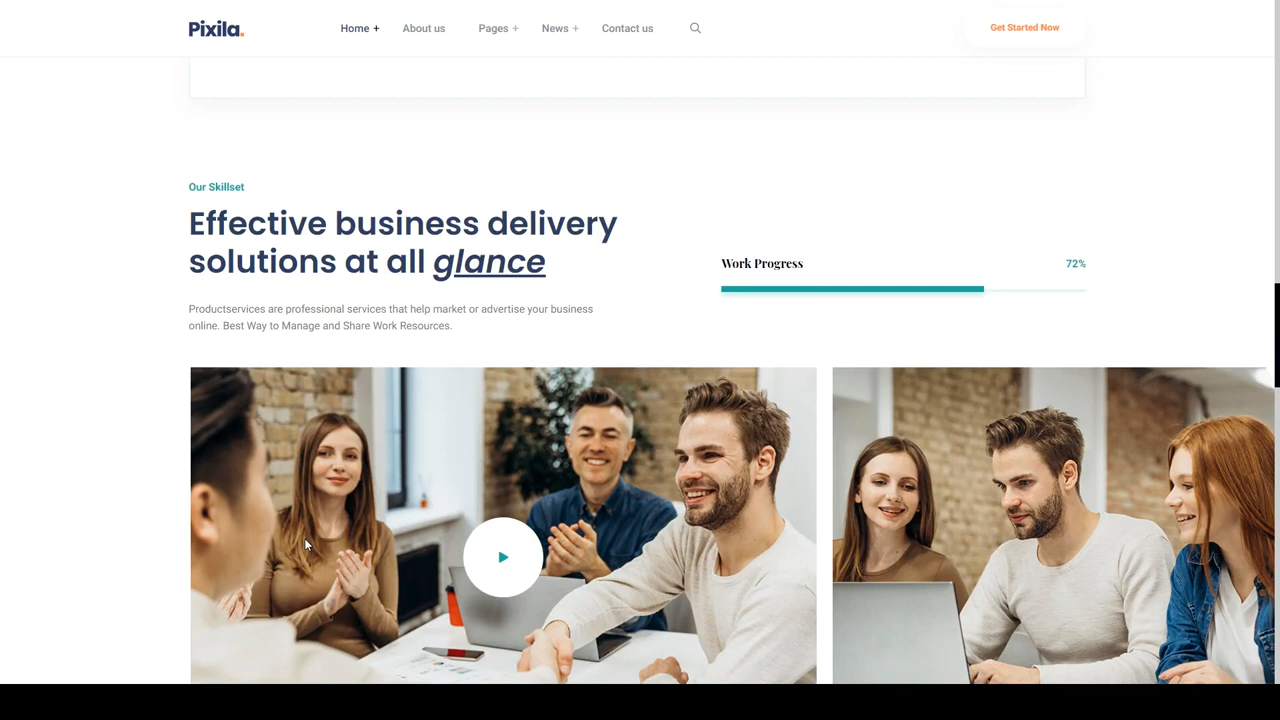 Pixila.
Home +
About us
Pages +
News +
Contact us
Get Started Now
Our Skillset
Effective business delivery
solutions at all glance
Work Progress
72%
Productservices are professional services that help market or advertise your business
online. Best Way to Manage and Share Work Resources.